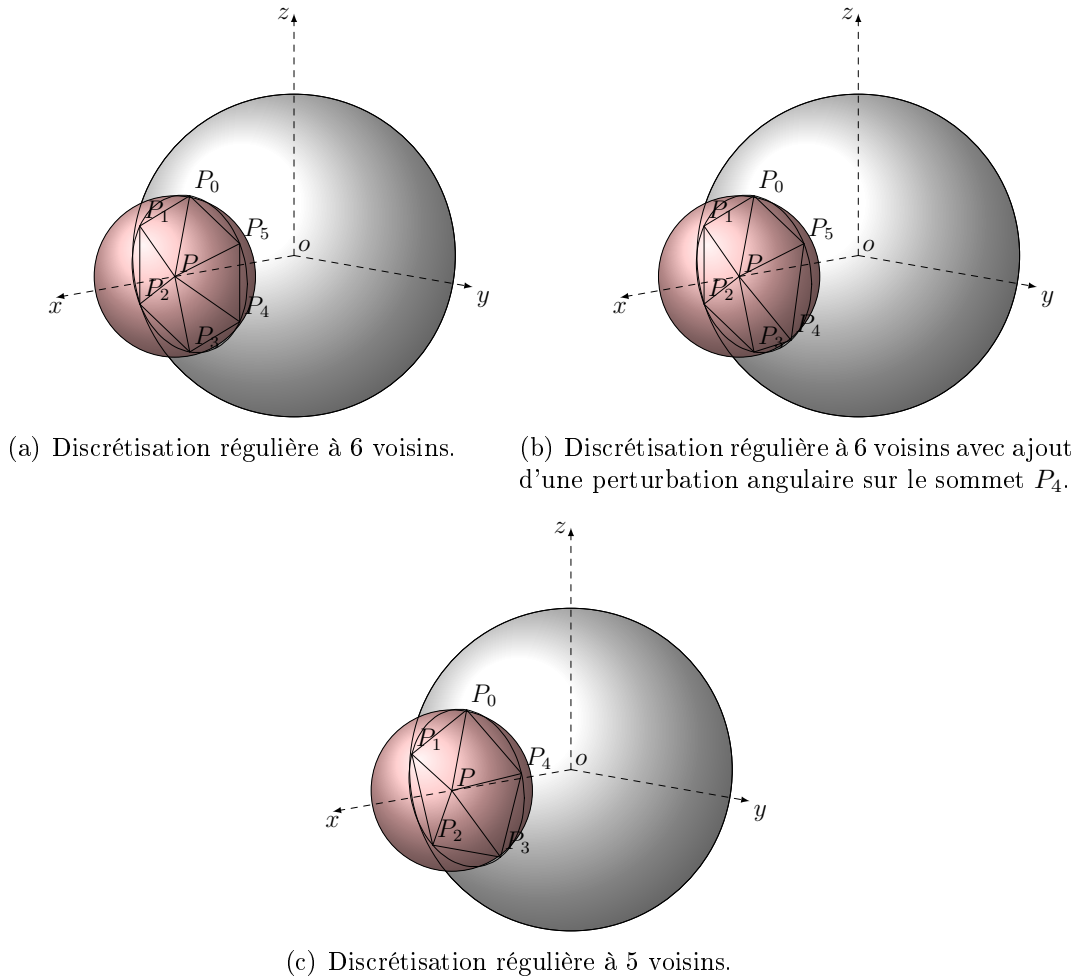 z
P₀
P₁
P₅
o
P
P₂
x
y
P₄
P₃
z
P₀
P₁
P₅
o
P
P₂
x
y
P₄
P₃
(a) Discrétisation régulière à 6 voisins.
(b) Discrétisation régulière à 6 voisins avec ajout
d'une perturbation angulaire sur le sommet P₄.
z
P₀
P₁
P₄
o
P
x
y
P₂
P₃
(c) Discrétisation régulière à 5 voisins.